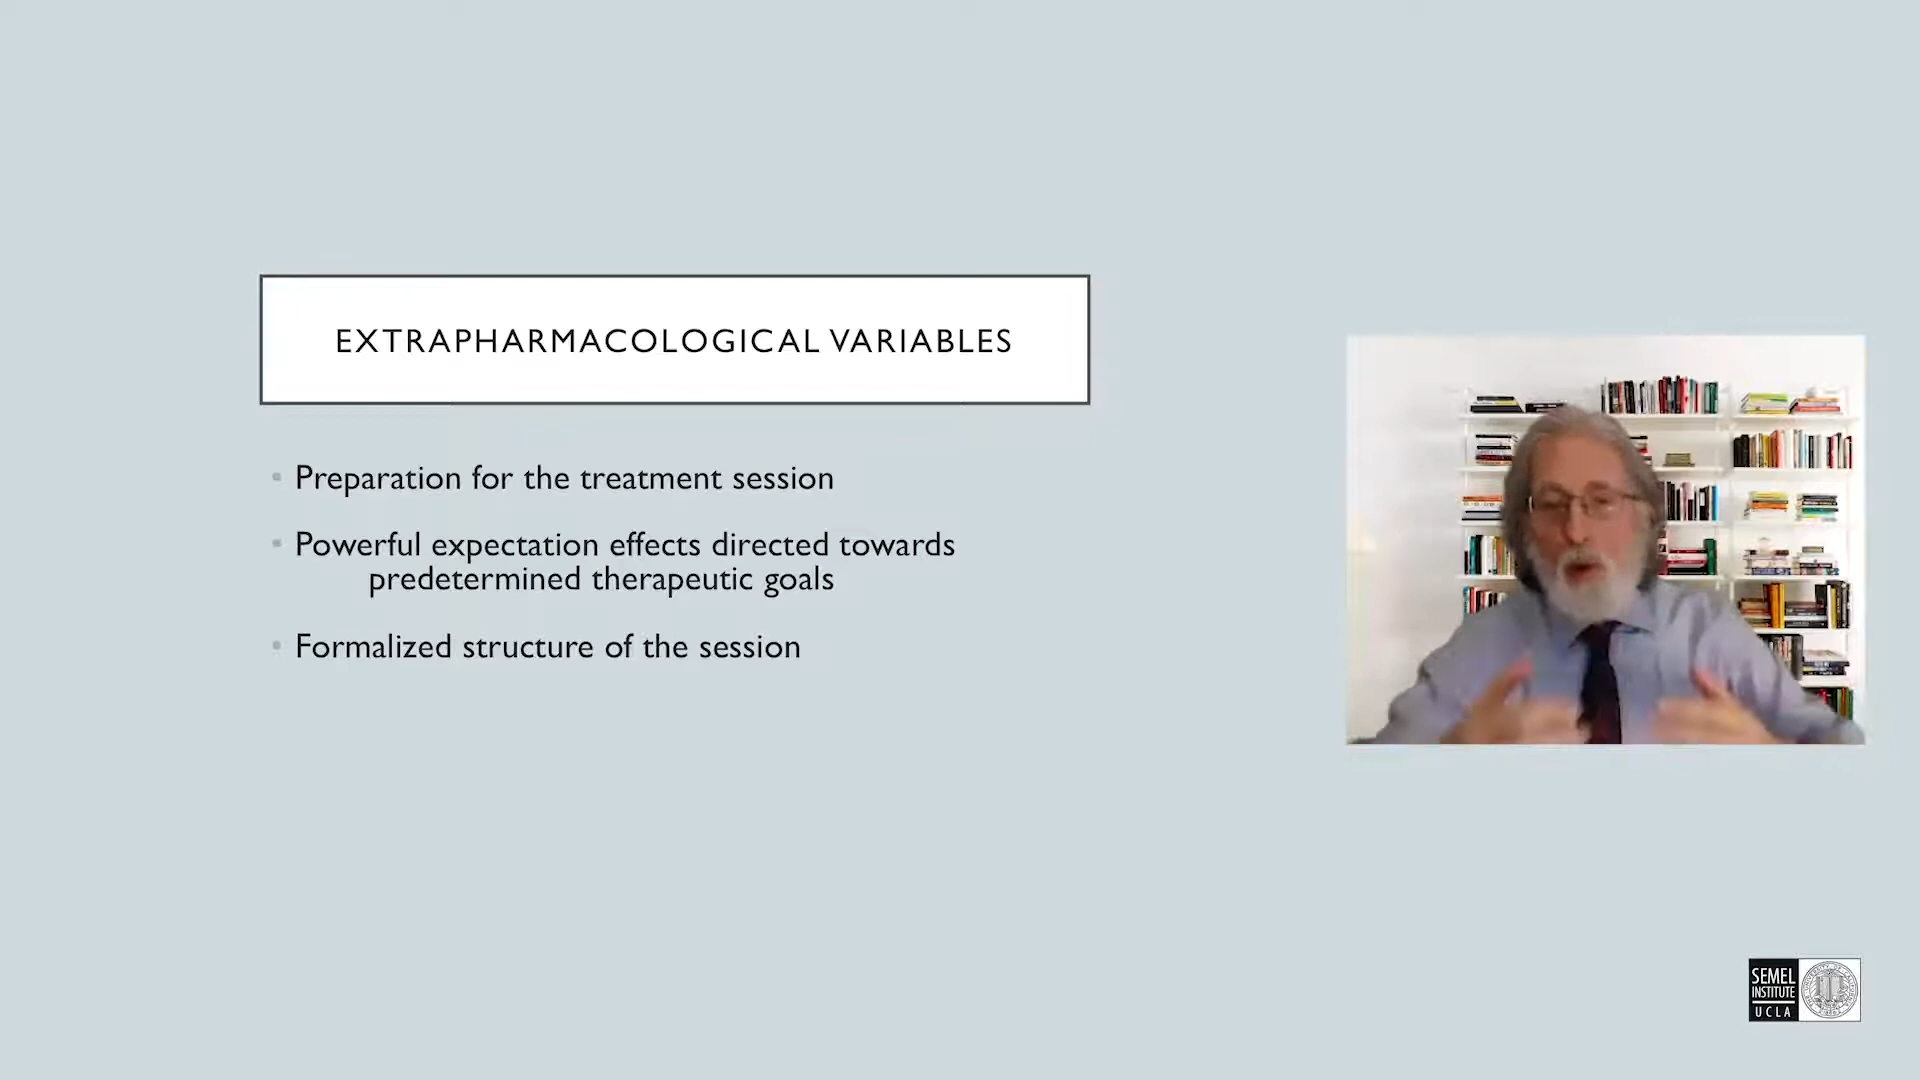 EXTRAPHARMACOLOGICAL VARIABLES
Preparation for the treatment session
Powerful expectation effects directed towards
predetermined therapeutic goals
Formalized structure of the session
SEMEL
INSTITUTE
UCLA